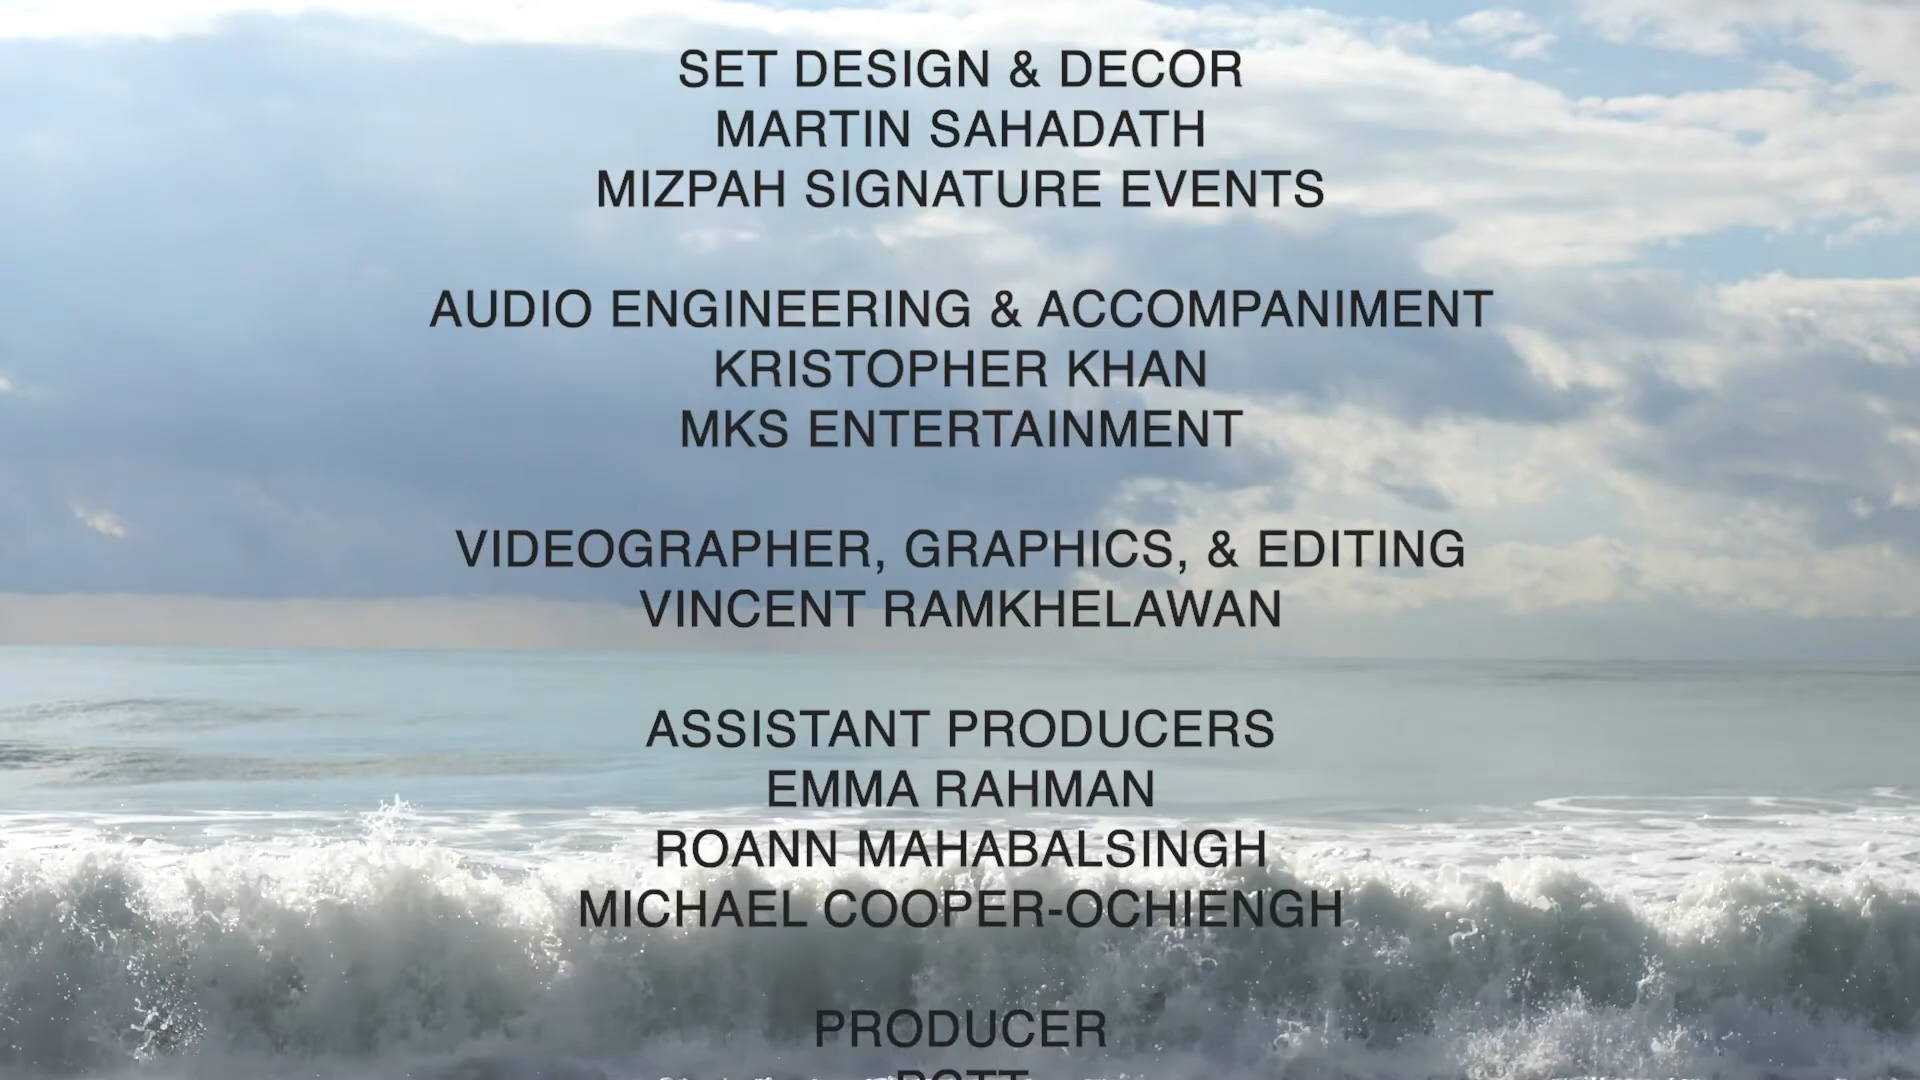 SET DESIGN & DECOR
MARTIN SAHADATH
MIZPAH SIGNATURE EVENTS
AUDIO ENGINEERING & ACCOMPANIMENT
KRISTOPHER KHAN
MKS ENTERTAINMENT
VIDEOGRAPHER, GRAPHICS, & EDITING
VINCENT RAMKHELAWAN
ASSISTANT PRODUCERS
EMMA RAHMAN
ROANN MAHABALSINGH
MICHAEL COOPER-OCHIENGH
PRODUCER